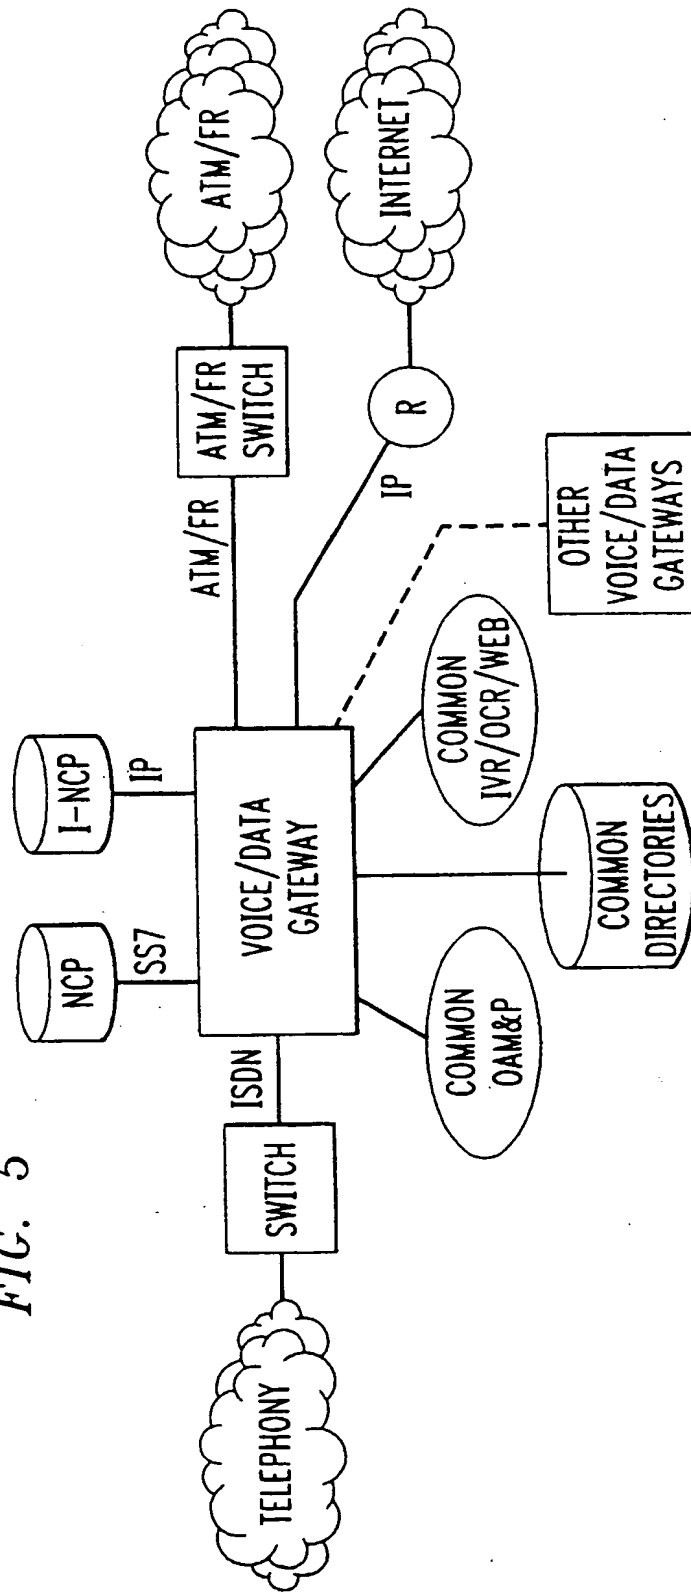 FIG. 5
NCP
I-NCP
SS7
IP
TELEPHONY
SWITCH
ISDN
VOICE/DATA
GATEWAY
ATM/FR
ATM/FR
SWITCH
ATM/FR
IP
R
INTERNET
COMMON
OAM&P
COMMON
DIRECTORIES
COMMON
IVR/OCR/WEB
OTHER
VOICE/DATA
GATEWAYS